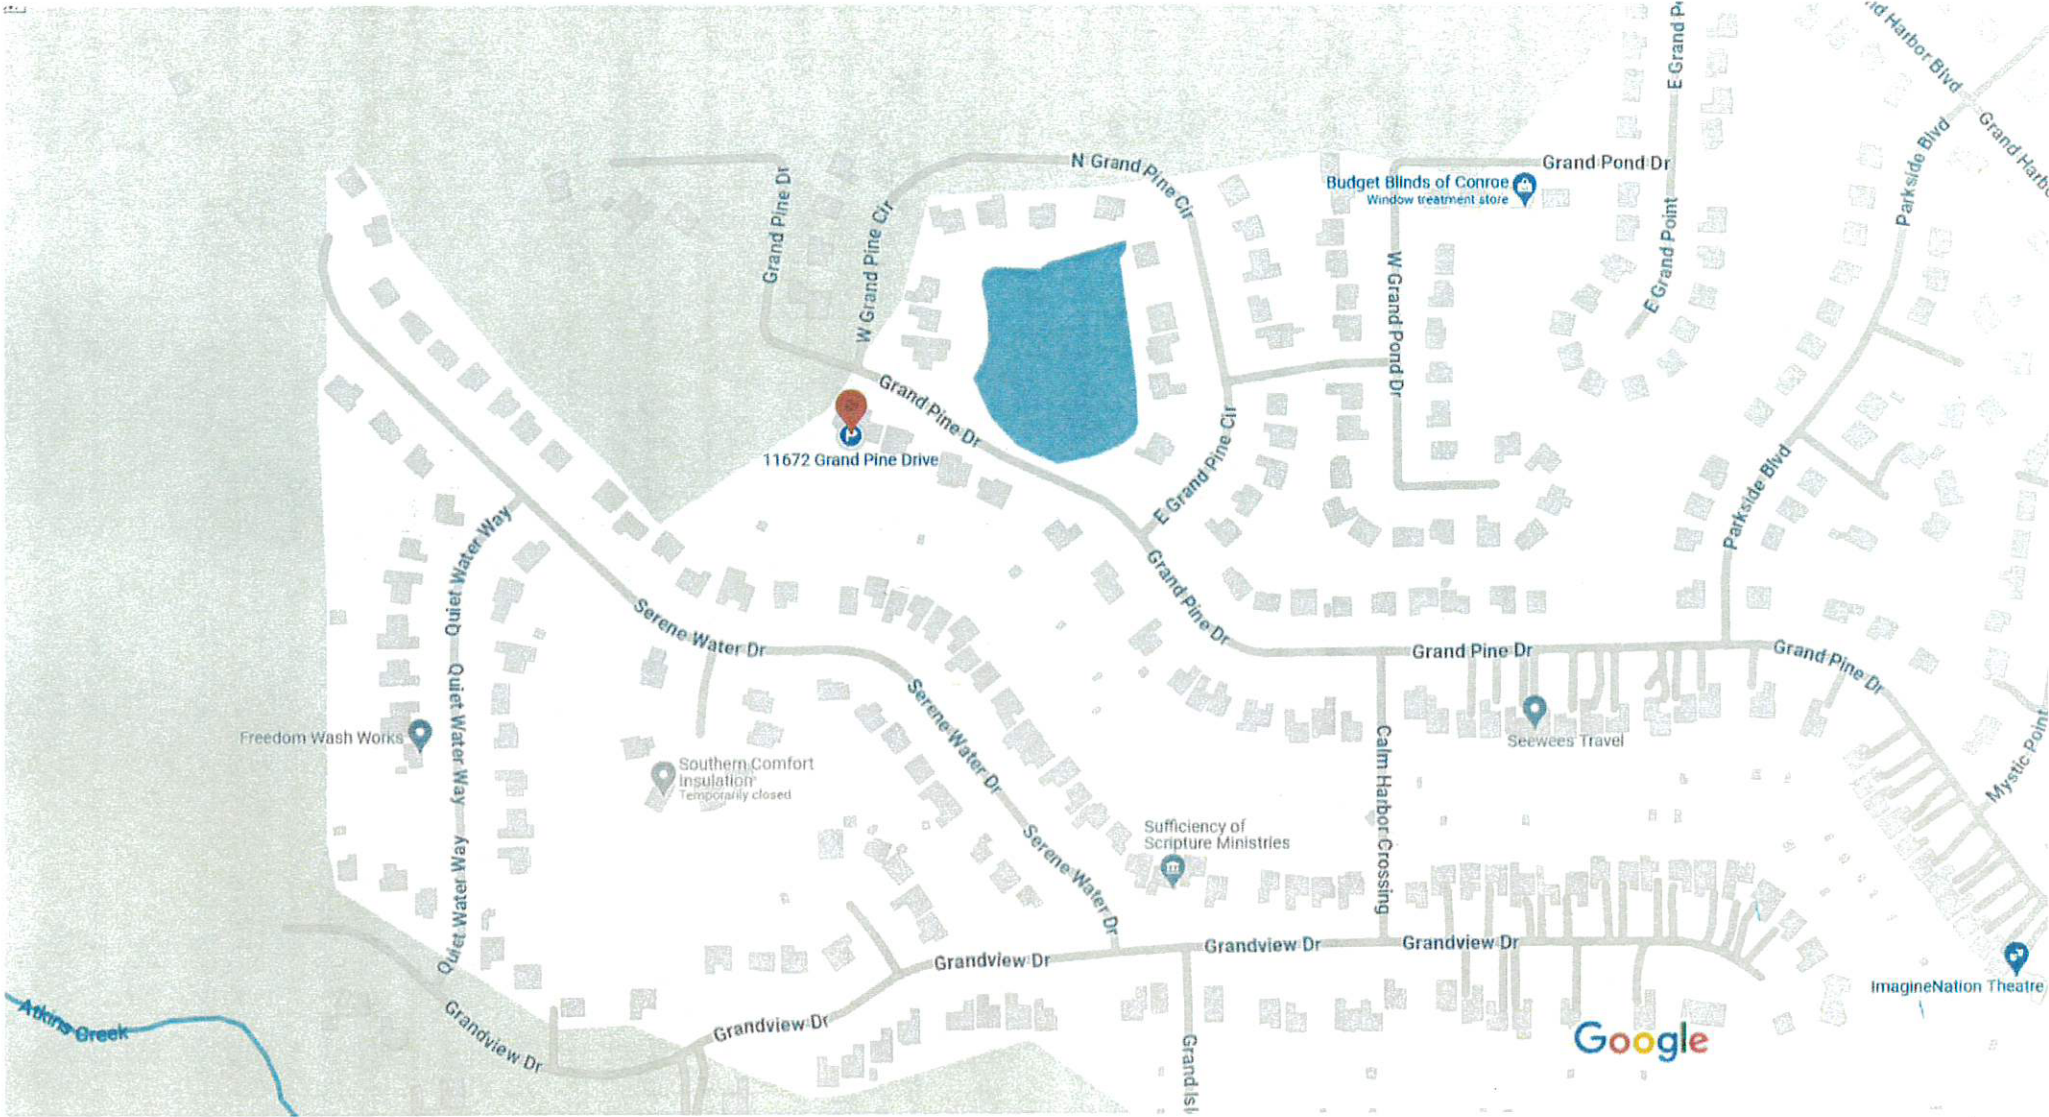 E Grand P
nd Harbor Blvd
Grand Harbo
Parkside Blvd
Grand Pine Dr
N Grand Pine Cir
W Grand Pine Cir
Grand Pond Dr
Budget Blinds of Conroe
Window treatment store
E Grand Point
W Grand Pond Dr
Grand Pine Dr
11672 Grand Pine Drive
E Grand Pine Cir
Parkside Blvd
Quiet Water Way
Serene Water Dr
Grand Pine Dr
Grand Pine Dr
Grand Pine Dr
Quiet Water Way
Serene Water Dr
Freedom Wash Works
Southern Comfort
Insulation
Temporarily closed
Seewees Travel
Mystic Point
Calm Harbor Crossing
Sufficiency of
Scripture Ministries
Serene Water Dr
Quiet Water Way
Grandview Dr
Grandview Dr
Grandview Dr
ImagineNation Theatre
Atkins Creek
Grandview Dr
Grandview Dr
Grand Isl
Google